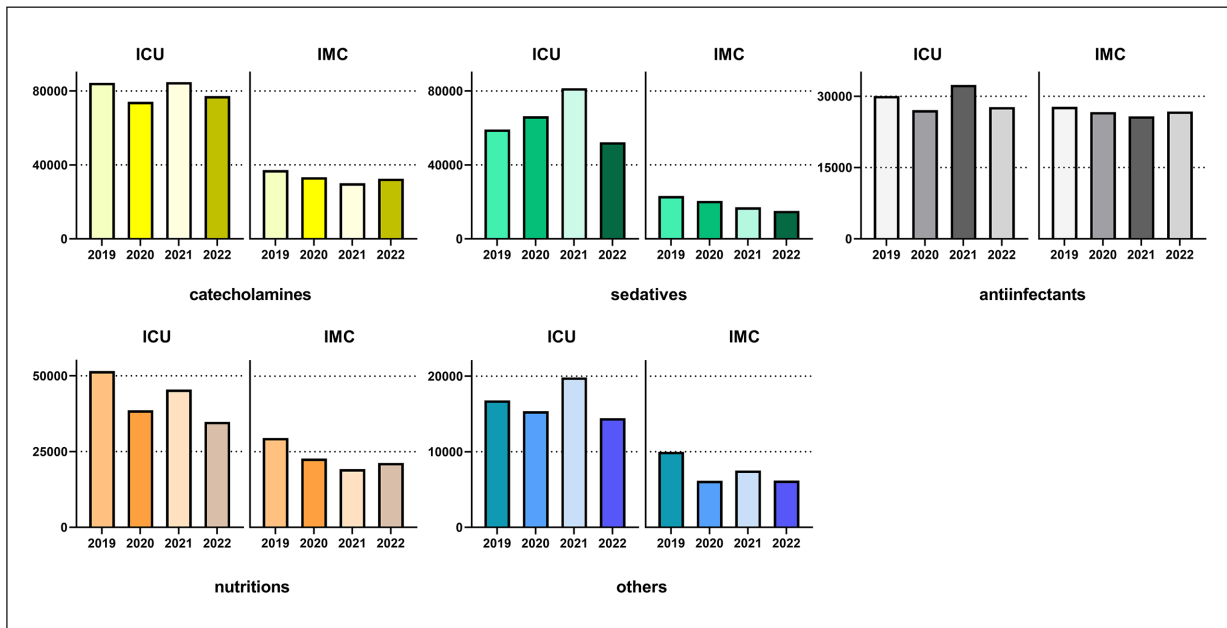 ICU IMC ICU IMC ICU IMC
80000 80000 30000
40000 40000 15000
0 0 0
2019 2020 2021 2022 2019 2020 2021 2022 2019 2020 2021 2022 2019 2020 2021 2022 2019 2020 2021 2022 2019 2020 2021 2022
catecholamines sedatives antiinfectants
ICU IMC ICU IMC
50000 20000
25000 10000
0 0
2019 2020 2021 2022 2019 2020 2021 2022 2019 2020 2021 2022 2019 2020 2021 2022
nutritions others